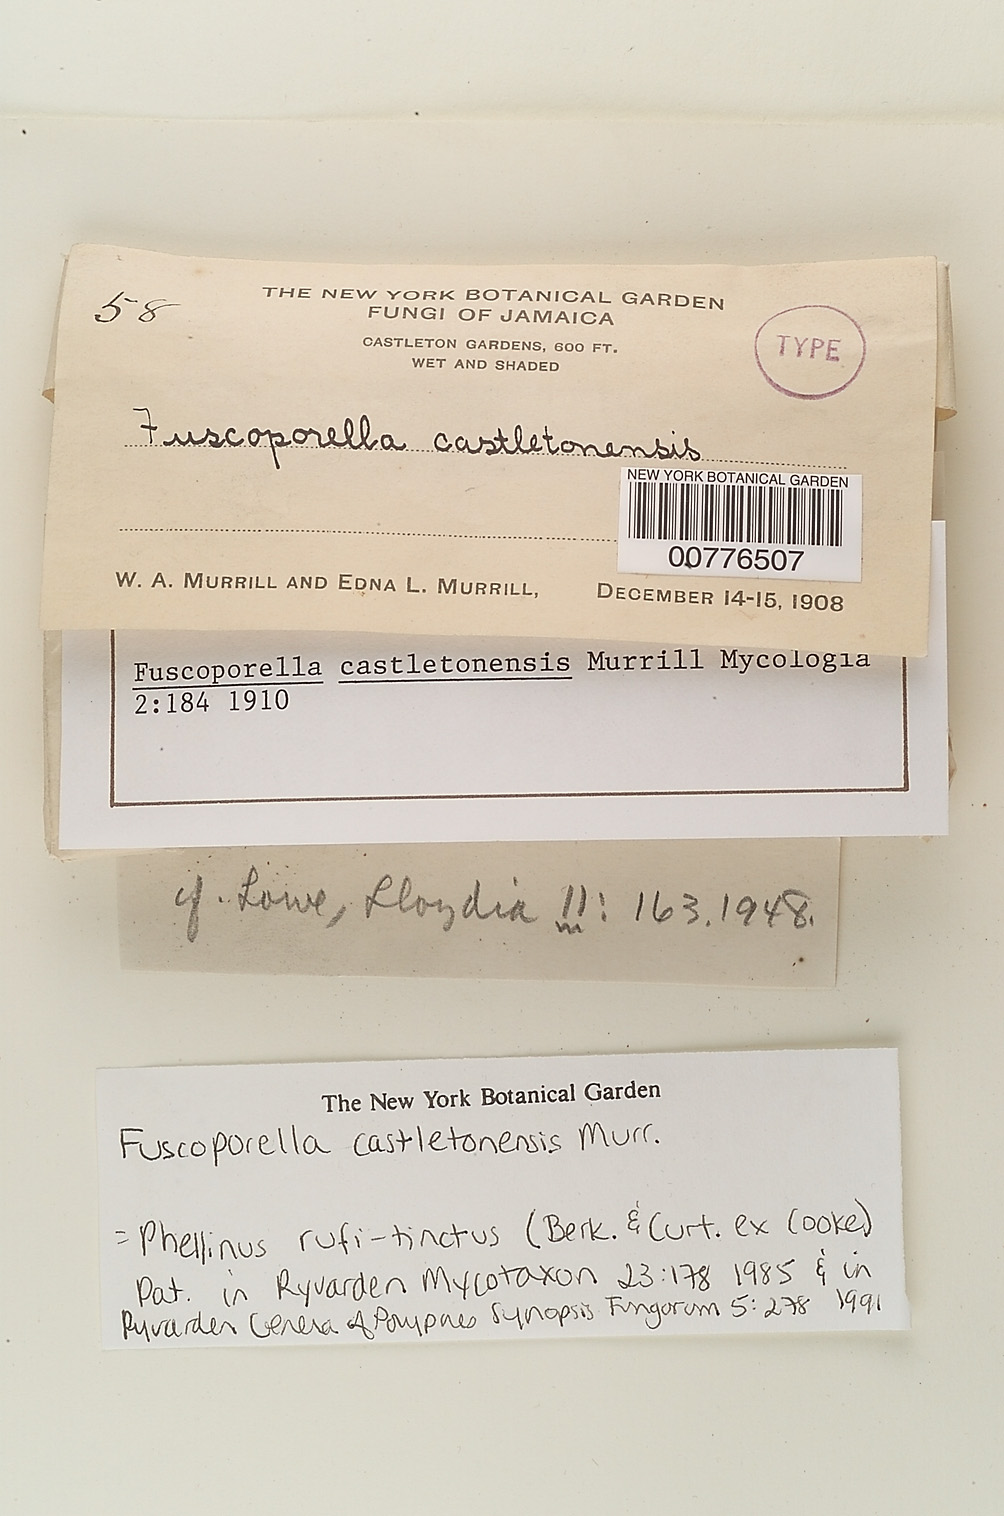 58
THE NEW YORK BOTANICAL GARDEN
FUNGI OF JAMAICA
CASTLETON GARDENS, 600 FT.
WET AND SHADED
TYPE
Fuscoporella castletonensis
NEW YORK BOTANICAL GARDEN
00776507
W. A. MURRILL AND EDNA L. MURRILL, DECEMBER 14-15, 1908
Fuscoporella castletonensis Murrill Mycologia
2:184 1910
cf. Lowe, Lloydia 11: 163. 1948.
The New York Botanical Garden
Fuscoporella castletonensis Murr.
= Phellinus rufi-tinctus (Berk. & Curt. ex Cooke)
Pat. in Ryvarden Mycotaxon 23:178 1985 & in
Ryvarden Genera of Polypores Synopsis Fungorum 5:278 1991